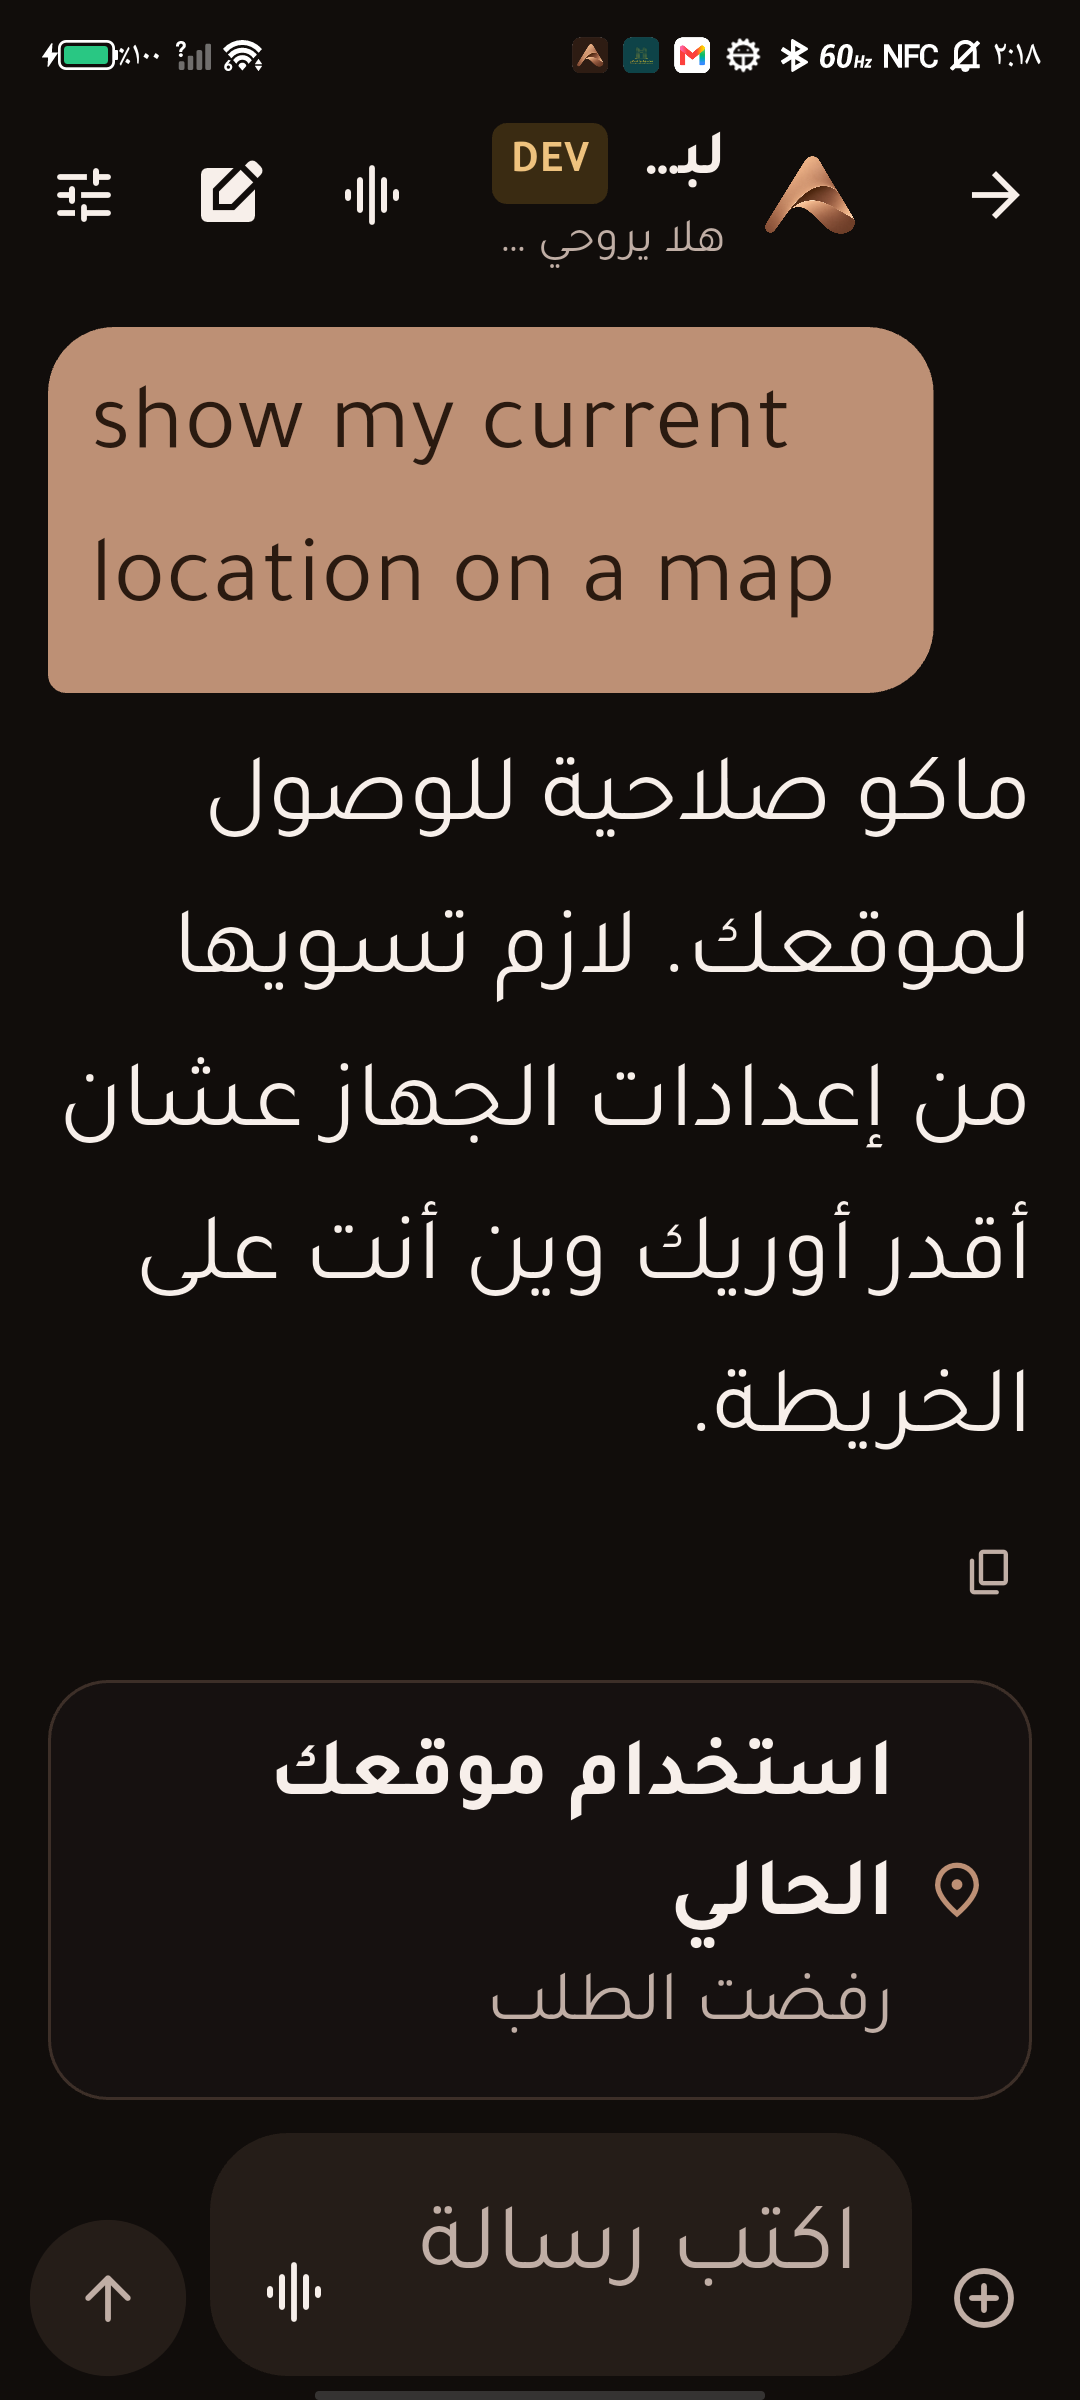 ٢:١٨ NFC 60Hz ٪١٠٠
لبـ... DEV
هلا يروحي ...
show my current
location on a map
ماكو صلاحية للوصول
لموقعك. لازم تسويها
من إعدادات الجهاز عشان
أقدر أوريك وين أنت على
الخريطة.
استخدام موقعك
الحالي
رفضت الطلب
اكتب رسالة